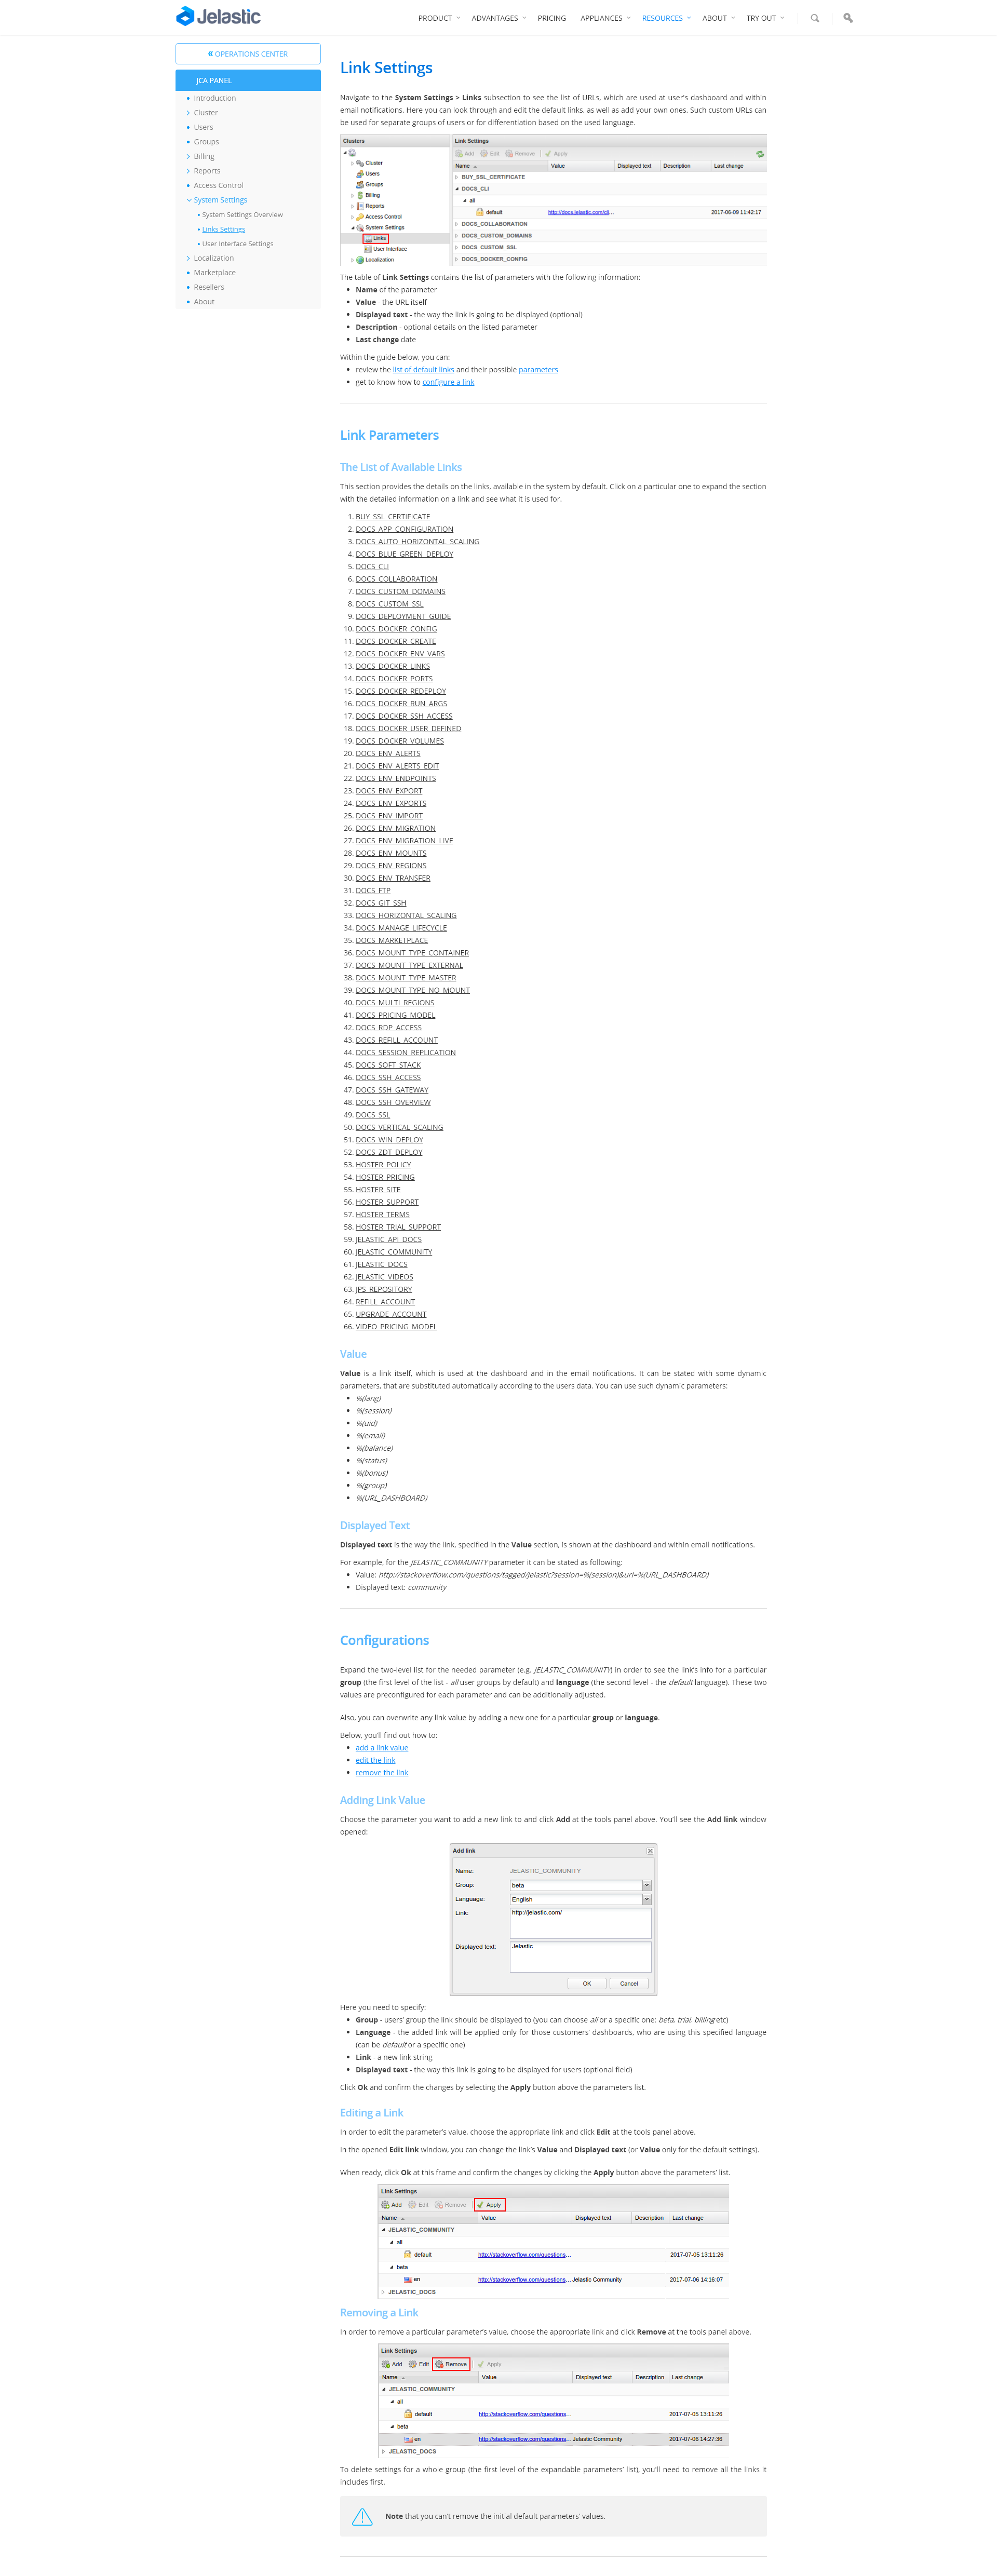 Jelastic
PRODUCT
ADVANTAGES
PRICING
APPLIANCES
RESOURCES
ABOUT
TRY OUT
« OPERATIONS CENTER
JCA PANEL
Introduction
Cluster
Users
Groups
Billing
Reports
Access Control
System Settings
System Settings Overview
Links Settings
User Interface Settings
Localization
Marketplace
Resellers
About
Link Settings
Navigate to the System Settings > Links subsection to see the list of URLs, which are used at user's dashboard and within
email notifications. Here you can look through and edit the default links, as well as add your own ones. Such custom URLs can
be used for separate groups of users or for differentiation based on the used language.
Clusters
Cluster
Users
Groups
Billing
Reports
Access Control
System Settings
Links
User Interface
Localization
Link Settings
Add Edit Remove Apply
Name Value Displayed text Description Last change
BUY_SSL_CERTIFICATE
DOCS_CLI
all
default http://docs.jelastic.com/cli... 2017-06-09 11:42:17
DOCS_COLLABORATION
DOCS_CUSTOM_DOMAINS
DOCS_CUSTOM_SSL
DOCS_DOCKER_CONFIG
The table of Link Settings contains the list of parameters with the following information:
• Name of the parameter
• Value - the URL itself
• Displayed text - the way the link is going to be displayed (optional)
• Description - optional details on the listed parameter
• Last change date
Within the guide below, you can:
• review the list of default links and their possible parameters
• get to know how to configure a link
Link Parameters
The List of Available Links
This section provides the details on the links, available in the system by default. Click on a particular one to expand the section
with the detailed information on a link and see what it is used for.
1. BUY_SSL_CERTIFICATE
2. DOCS_APP_CONFIGURATION
3. DOCS_AUTO_HORIZONTAL_SCALING
4. DOCS_BLUE_GREEN_DEPLOY
5. DOCS_CLI
6. DOCS_COLLABORATION
7. DOCS_CUSTOM_DOMAINS
8. DOCS_CUSTOM_SSL
9. DOCS_DEPLOYMENT_GUIDE
10. DOCS_DOCKER_CONFIG
11. DOCS_DOCKER_CREATE
12. DOCS_DOCKER_ENV_VARS
13. DOCS_DOCKER_LINKS
14. DOCS_DOCKER_PORTS
15. DOCS_DOCKER_REDEPLOY
16. DOCS_DOCKER_RUN_ARGS
17. DOCS_DOCKER_SSH_ACCESS
18. DOCS_DOCKER_USER_DEFINED
19. DOCS_DOCKER_VOLUMES
20. DOCS_ENV_ALERTS
21. DOCS_ENV_ALERTS_EDIT
22. DOCS_ENV_ENDPOINTS
23. DOCS_ENV_EXPORT
24. DOCS_ENV_EXPORTS
25. DOCS_ENV_IMPORT
26. DOCS_ENV_MIGRATION
27. DOCS_ENV_MIGRATION_LIVE
28. DOCS_ENV_MOUNTS
29. DOCS_ENV_REGIONS
30. DOCS_ENV_TRANSFER
31. DOCS_FTP
32. DOCS_GIT_SSH
33. DOCS_HORIZONTAL_SCALING
34. DOCS_MANAGE_LIFECYCLE
35. DOCS_MARKETPLACE
36. DOCS_MOUNT_TYPE_CONTAINER
37. DOCS_MOUNT_TYPE_EXTERNAL
38. DOCS_MOUNT_TYPE_MASTER
39. DOCS_MOUNT_TYPE_NO_MOUNT
40. DOCS_MULTI_REGIONS
41. DOCS_PRICING_MODEL
42. DOCS_RDP_ACCESS
43. DOCS_REFILL_ACCOUNT
44. DOCS_SESSION_REPLICATION
45. DOCS_SOFT_STACK
46. DOCS_SSH_ACCESS
47. DOCS_SSH_GATEWAY
48. DOCS_SSH_OVERVIEW
49. DOCS_SSL
50. DOCS_VERTICAL_SCALING
51. DOCS_WIN_DEPLOY
52. DOCS_ZDT_DEPLOY
53. HOSTER_POLICY
54. HOSTER_PRICING
55. HOSTER_SITE
56. HOSTER_SUPPORT
57. HOSTER_TERMS
58. HOSTER_TRIAL_SUPPORT
59. JELASTIC_API_DOCS
60. JELASTIC_COMMUNITY
61. JELASTIC_DOCS
62. JELASTIC_VIDEOS
63. JPS_REPOSITORY
64. REFILL_ACCOUNT
65. UPGRADE_ACCOUNT
66. VIDEO_PRICING_MODEL
Value
Value is a link itself, which is used at the dashboard and in the email notifications. It can be stated with some dynamic
parameters, that are substituted automatically according to the users data. You can use such dynamic parameters:
• %(lang)
• %(session)
• %(uid)
• %(email)
• %(balance)
• %(status)
• %(bonus)
• %(group)
• %(URL_DASHBOARD)
Displayed Text
Displayed text is the way the link, specified in the Value section, is shown at the dashboard and within email notifications.
For example, for the JELASTIC_COMMUNITY parameter it can be stated as following:
• Value: http://stackoverflow.com/questions/tagged/jelastic?session=%(session)&url=%(URL_DASHBOARD)
• Displayed text: community
Configurations
Expand the two-level list for the needed parameter (e.g. JELASTIC_COMMUNITY) in order to see the link's info for a particular
group (the first level of the list - all user groups by default) and language (the second level - the default language). These two
values are preconfigured for each parameter and can be additionally adjusted.
Also, you can overwrite any link value by adding a new one for a particular group or language.
Below, you'll find out how to:
• add a link value
• edit the link
• remove the link
Adding Link Value
Choose the parameter you want to add a new link to and click Add at the tools panel above. You'll see the Add link window
opened:
Add link
Name: JELASTIC_COMMUNITY
Group: beta
Language: English
Link: http://jelastic.com/
Displayed text: Jelastic
OK Cancel
Here you need to specify:
• Group - users' group the link should be displayed to (you can choose all or a specific one: beta, trial, billing etc)
• Language - the added link will be applied only for those customers' dashboards, who are using this specified language
(can be default or a specific one)
• Link - a new link string
• Displayed text - the way this link is going to be displayed for users (optional field)
Click Ok and confirm the changes by selecting the Apply button above the parameters list.
Editing a Link
In order to edit the parameter's value, choose the appropriate link and click Edit at the tools panel above.
In the opened Edit link window, you can change the link's Value and Displayed text (or Value only for the default settings).
When ready, click Ok at this frame and confirm the changes by clicking the Apply button above the parameters' list.
Link Settings
Add Edit Remove Apply
Name Value Displayed text Description Last change
JELASTIC_COMMUNITY
all
default http://stackoverflow.com/questions... 2017-07-05 13:11:26
beta
en http://stackoverflow.com/questions... Jelastic Community 2017-07-06 14:16:07
JELASTIC_DOCS
Removing a Link
In order to remove a particular parameter's value, choose the appropriate link and click Remove at the tools panel above.
Link Settings
Add Edit Remove Apply
Name Value Displayed text Description Last change
JELASTIC_COMMUNITY
all
default http://stackoverflow.com/questions... 2017-07-05 13:11:26
beta
en http://stackoverflow.com/questions... Jelastic Community 2017-07-06 14:27:36
JELASTIC_DOCS
To delete settings for a whole group (the first level of the expandable parameters' list), you'll need to remove all the links it
includes first.
Note that you can't remove the initial default parameters' values.